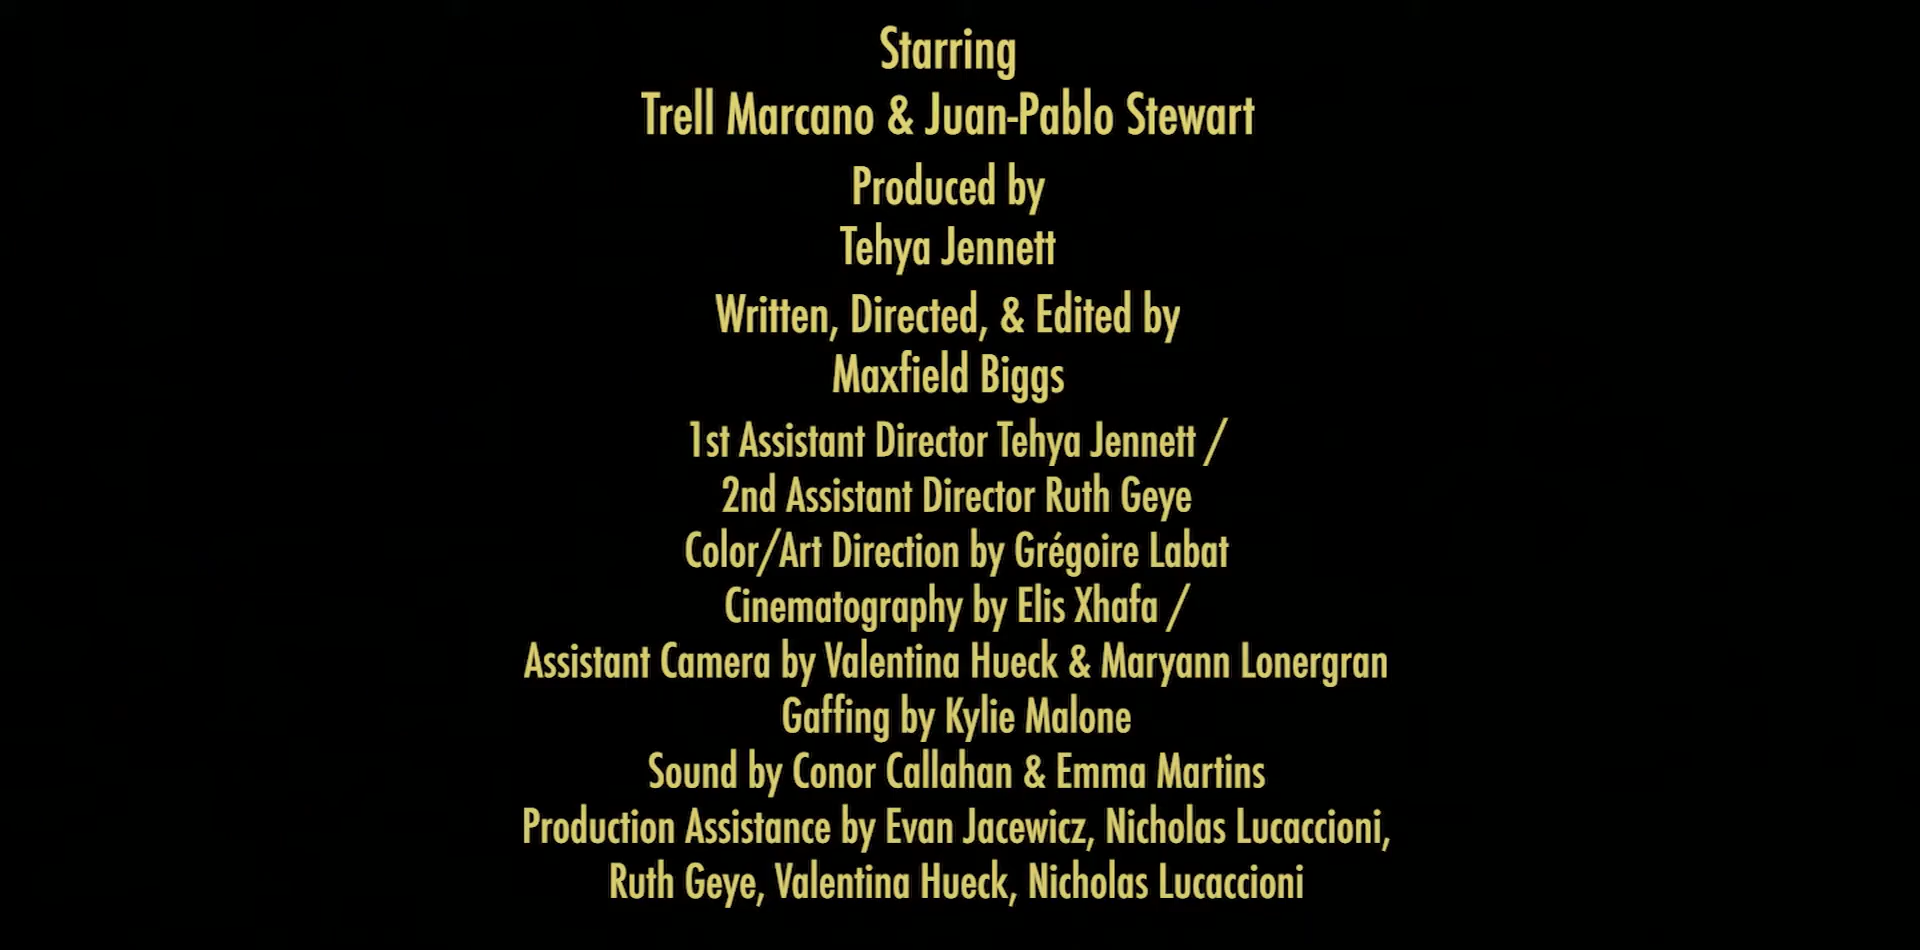 Starring
Trell Marcano & Juan-Pablo Stewart
Produced by
Tehya Jennett
Written, Directed, & Edited by
Maxfield Biggs
1st Assistant Director Tehya Jennett /
2nd Assistant Director Ruth Geye
Color/Art Direction by Grégoire Labat
Cinematography by Elis Xhafa /
Assistant Camera by Valentina Hueck & Maryann Lonergran
Gaffing by Kylie Malone
Sound by Conor Callahan & Emma Martins
Production Assistance by Evan Jacewicz, Nicholas Lucaccioni,
Ruth Geye, Valentina Hueck, Nicholas Lucaccioni